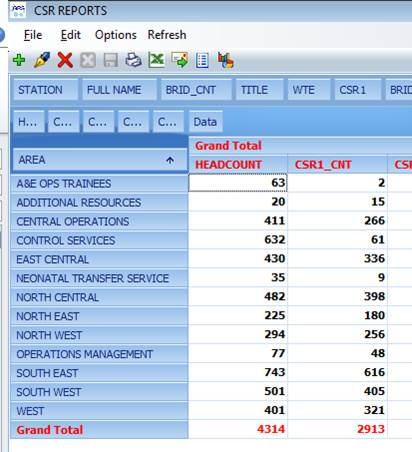 CSR REPORTS
File Edit Options Refresh
STATION FULL NAME BRID_CNT TITLE WTE CSR1 BRID
H... C... C... C... C... Data
Grand Total
AREA HEADCOUNT CSR1_CNT CS
A&E OPS TRAINEES 63 2
ADDITIONAL RESOURCES 20 15
CENTRAL OPERATIONS 411 266
CONTROL SERVICES 632 61
EAST CENTRAL 430 336
NEONATAL TRANSFER SERVICE 35 9
NORTH CENTRAL 482 398
NORTH EAST 225 180
NORTH WEST 294 256
OPERATIONS MANAGEMENT 77 48
SOUTH EAST 743 616
SOUTH WEST 501 405
WEST 401 321
Grand Total 4314 2913